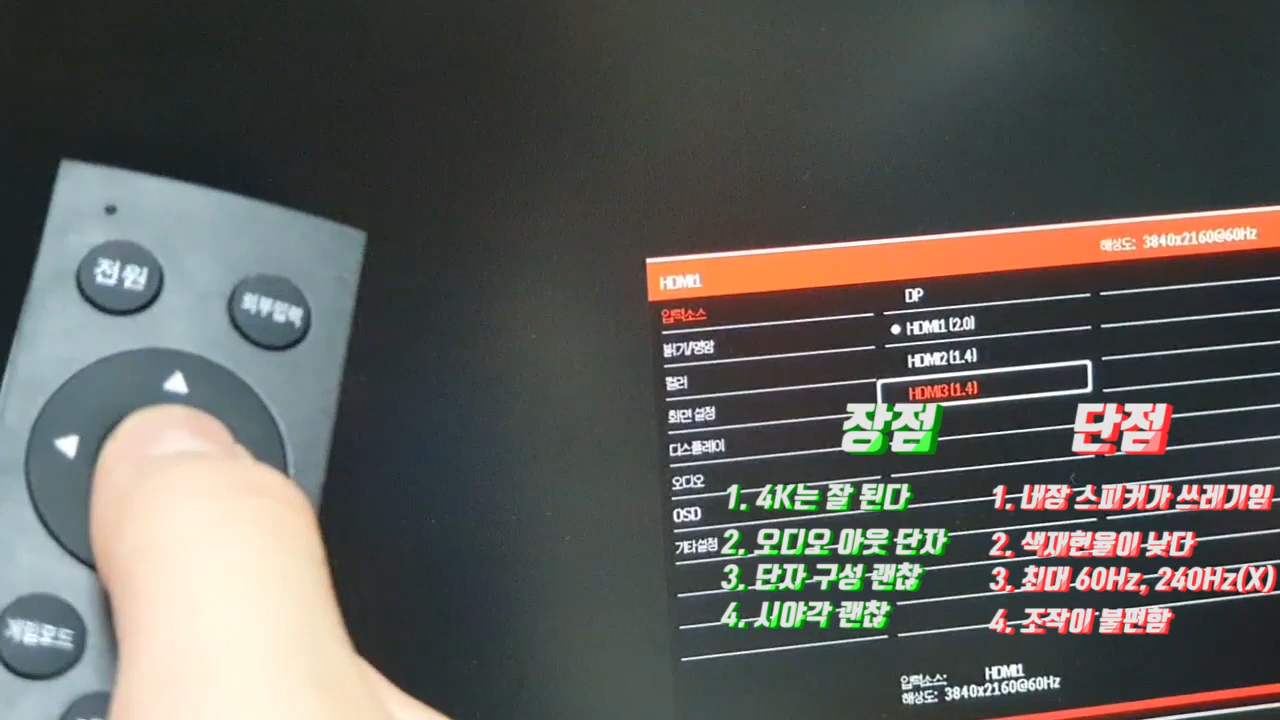 전원
외부입력
게임모드
HDMI1
해상도: 3840x2160@60Hz
입력소스
밝기/명암
컬러
화면 설정
디스플레이
오디오
OSD
기타설정
DP
HDMI1 (2.0)
HDMI2 (1.4)
HDMI3 (1.4)
장점
1. 4K는 잘 된다
2. 오디오 아웃 단자
3. 단자 구성 괜찮
4. 시야각 괜찮
단점
1. 내장 스피커가 쓰레기임
2. 색재현율이 낮다
3. 최대 60Hz, 240Hz(X)
4. 조작이 불편함
입력소스: HDMI1
해상도: 3840x2160@60Hz